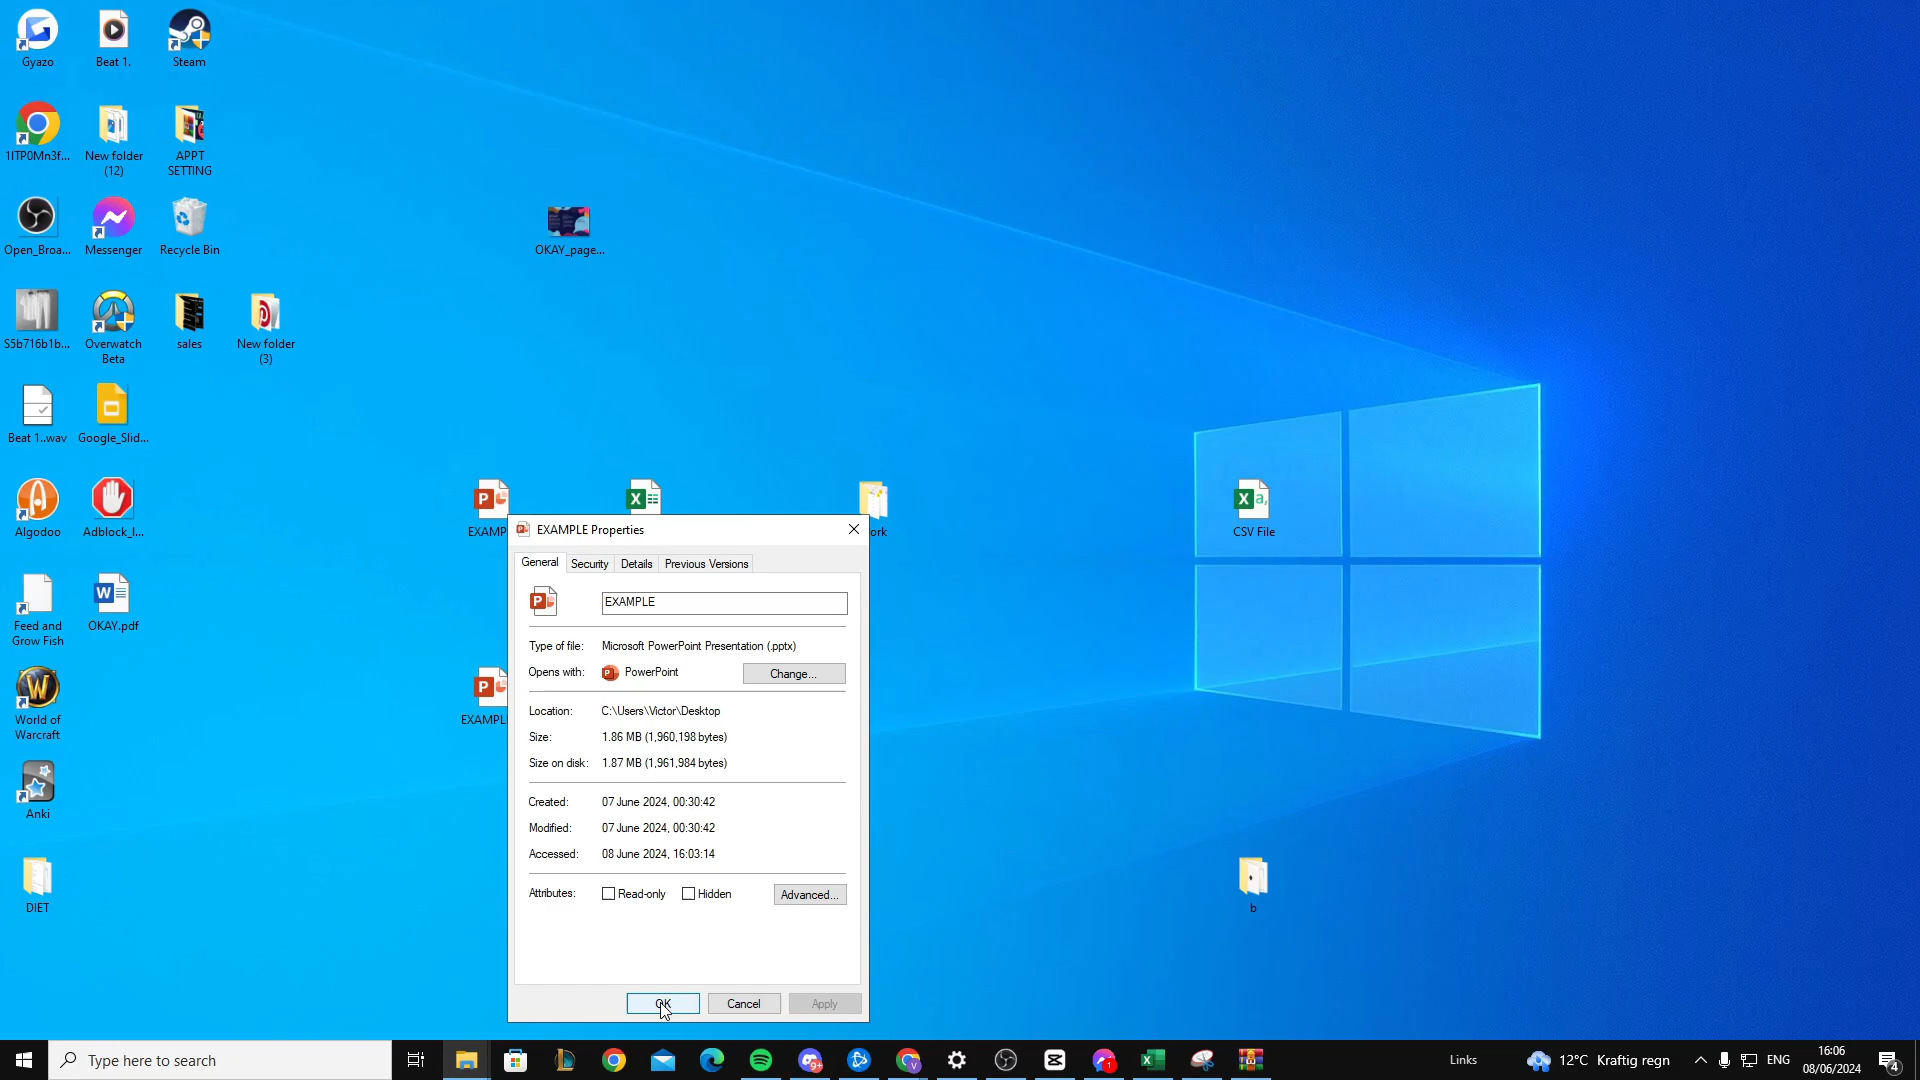 Gyazo
Beat 1.
Steam
1ITP0Mn3f...
New folder
(12)
APPT
SETTING
Open_Broa...
Messenger
Recycle Bin
OKAY_page...
S5b716b1b...
Overwatch
Beta
sales
New folder
(3)
Beat 1..wav
Google_Slid...
Algodoo
Adblock_I...
EXAMP
ork
CSV File
Feed and
Grow Fish
OKAY.pdf
World of
Warcraft
EXAMPL
Anki
DIET
b
EXAMPLE Properties
General
Security
Details
Previous Versions
EXAMPLE
Type of file:
Microsoft PowerPoint Presentation (.pptx)
Opens with:
PowerPoint
Change...
Location:
C:\Users\Victor\Desktop
Size:
1.86 MB (1,960,198 bytes)
Size on disk:
1.87 MB (1,961,984 bytes)
Created:
07 June 2024, 00:30:42
Modified:
07 June 2024, 00:30:42
Accessed:
08 June 2024, 16:03:14
Attributes:
Read-only
Hidden
Advanced...
OK
Cancel
Apply
Type here to search
9+
1
Links
12°C Kraftig regn
ENG
16:06
08/06/2024
4